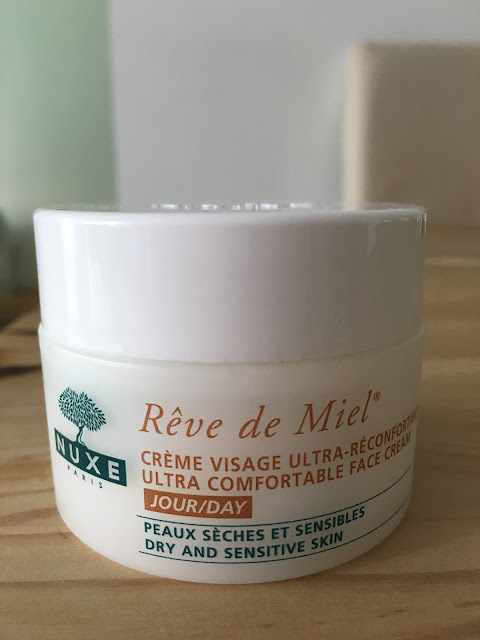 Rêve de Miel®
NUXE
PARIS
CRÈME VISAGE ULTRA-RÉCONFORTA
ULTRA COMFORTABLE FACE CREAM
JOUR/DAY
PEAUX SÈCHES ET SENSIBLES
DRY AND SENSITIVE SKIN